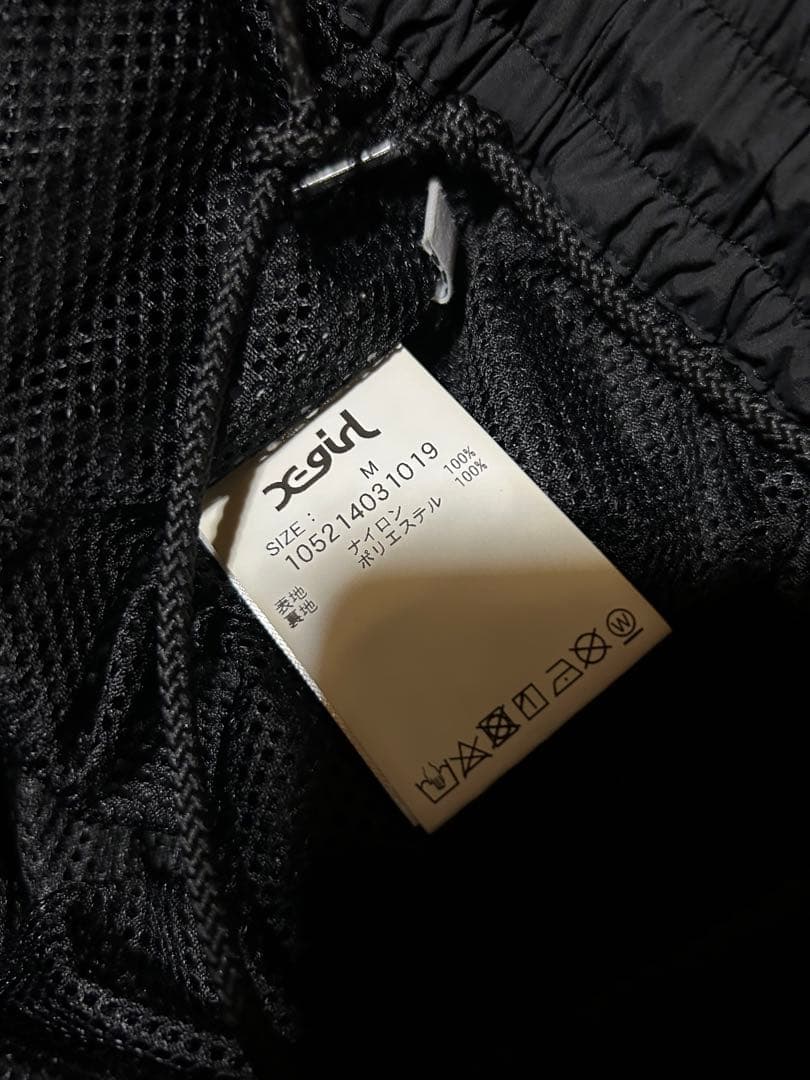 X-girl
SIZE : M
105214031019
表地 ナイロン 100%
裏地 ポリエステル 100%
W